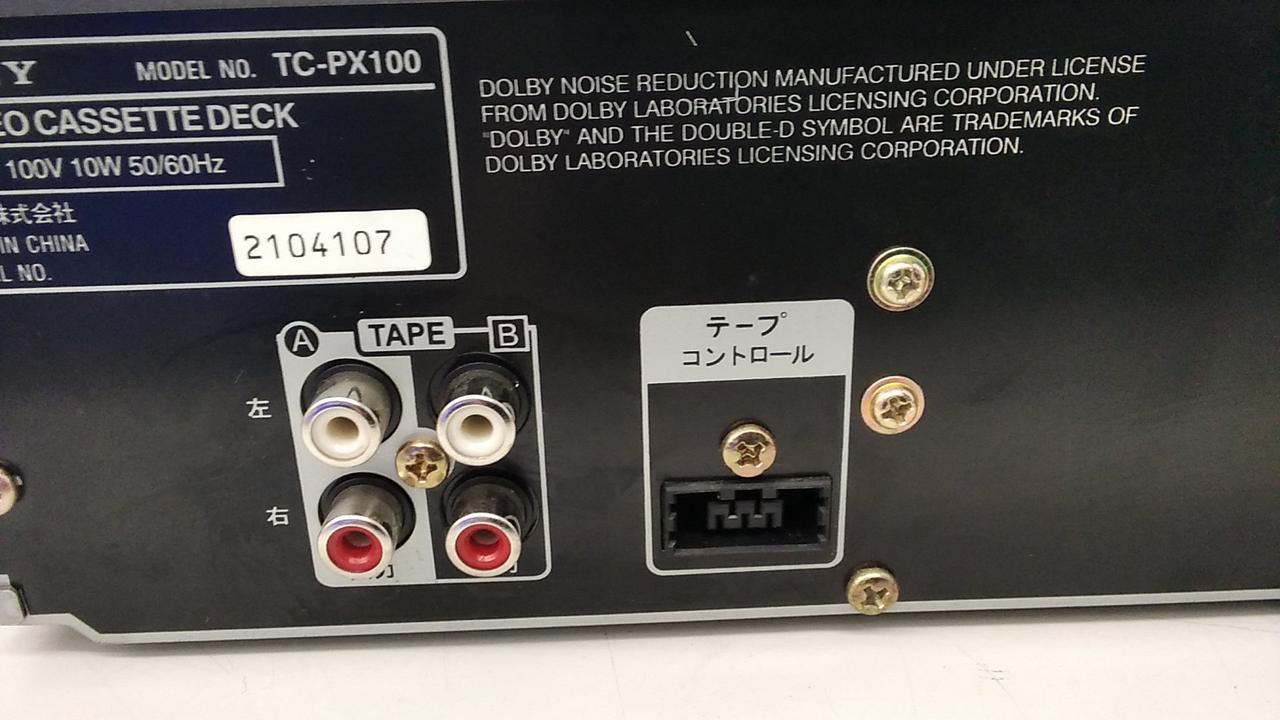 Y MODEL NO. TC-PX100
EO CASSETTE DECK
100V 10W 50/60Hz
株式会社
IN CHINA
L NO. 2104107
DOLBY NOISE REDUCTION MANUFACTURED UNDER LICENSE
FROM DOLBY LABORATORIES LICENSING CORPORATION.
"DOLBY" AND THE DOUBLE-D SYMBOL ARE TRADEMARKS OF
DOLBY LABORATORIES LICENSING CORPORATION.
A TAPE B
左
右
テープ
コントロール